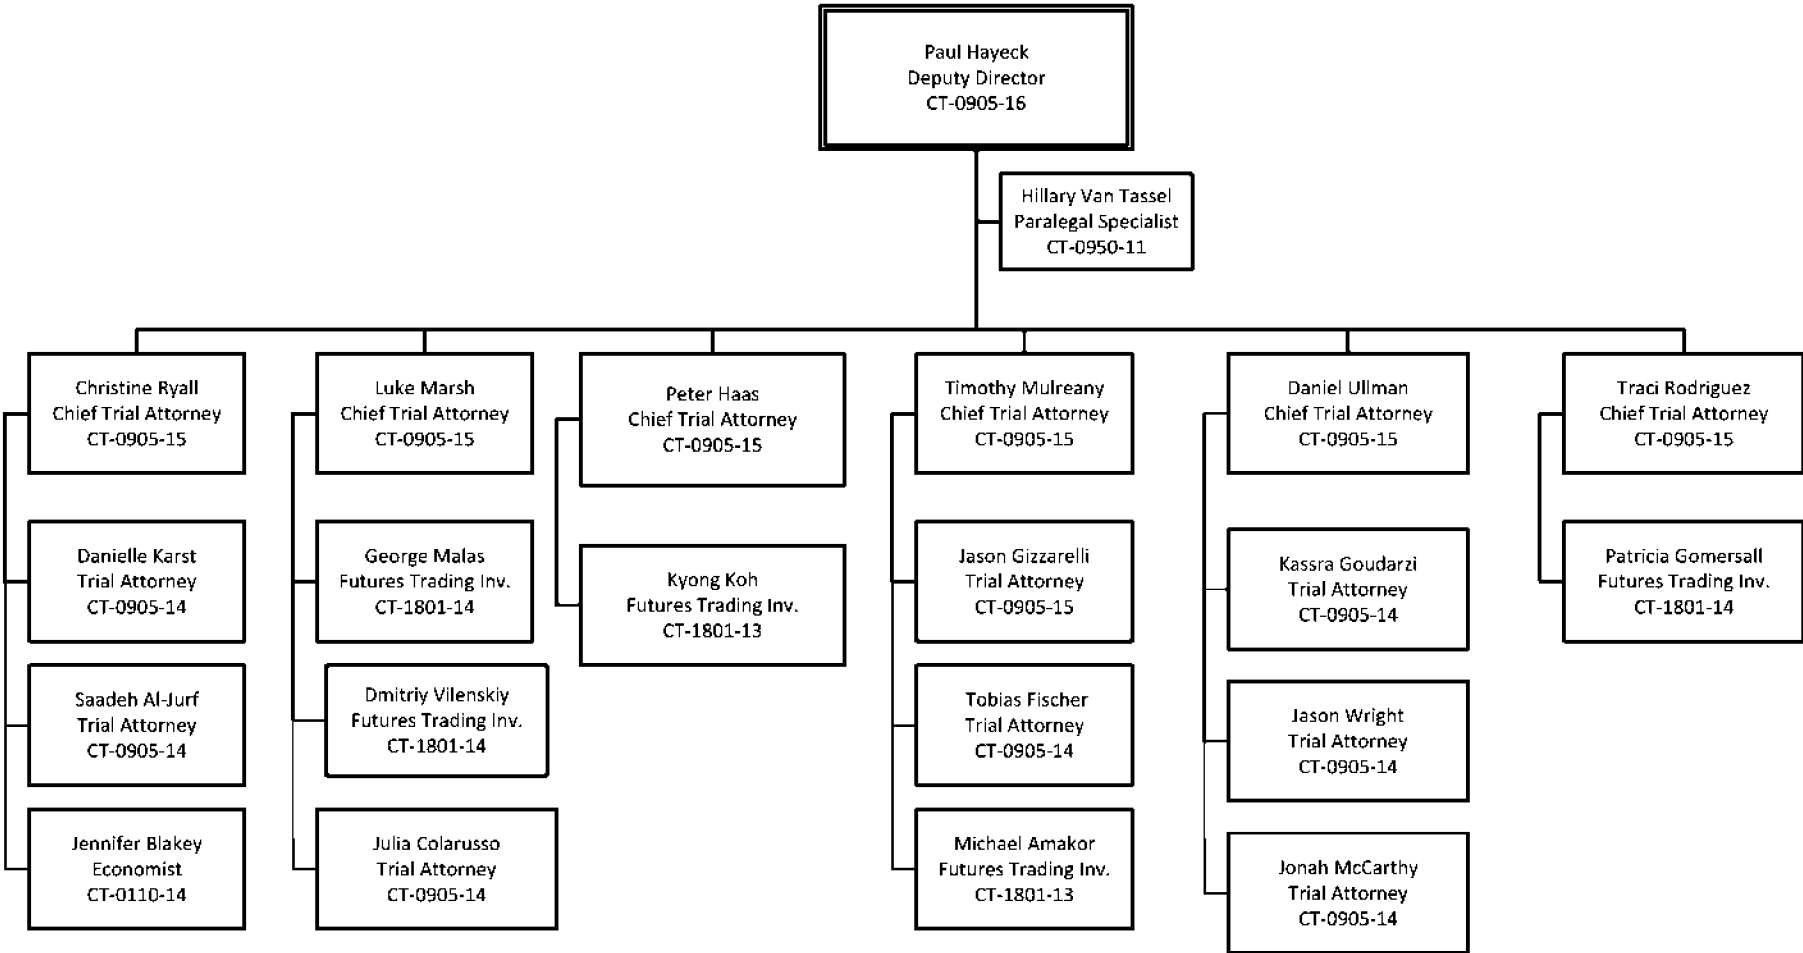 Paul Hayeck
Deputy Director
CT-0905-16
Hillary Van Tassel
Paralegal Specialist
CT-0950-11
Christine Ryall
Chief Trial Attorney
CT-0905-15
Danielle Karst
Trial Attorney
CT-0905-14
Saadeh Al-Jurf
Trial Attorney
CT-0905-14
Jennifer Blakey
Economist
CT-0110-14
Luke Marsh
Chief Trial Attorney
CT-0905-15
George Malas
Futures Trading Inv.
CT-1801-14
Dmitriy Vilenskiy
Futures Trading Inv.
CT-1801-14
Julia Colarusso
Trial Attorney
CT-0905-14
Peter Haas
Chief Trial Attorney
CT-0905-15
Kyong Koh
Futures Trading Inv.
CT-1801-13
Timothy Mulreany
Chief Trial Attorney
CT-0905-15
Jason Gizzarelli
Trial Attorney
CT-0905-15
Tobias Fischer
Trial Attorney
CT-0905-14
Michael Amakor
Futures Trading Inv.
CT-1801-13
Daniel Ullman
Chief Trial Attorney
CT-0905-15
Kassra Goudarzi
Trial Attorney
CT-0905-14
Jason Wright
Trial Attorney
CT-0905-14
Jonah McCarthy
Trial Attorney
CT-0905-14
Traci Rodriguez
Chief Trial Attorney
CT-0905-15
Patricia Gomersall
Futures Trading Inv.
CT-1801-14